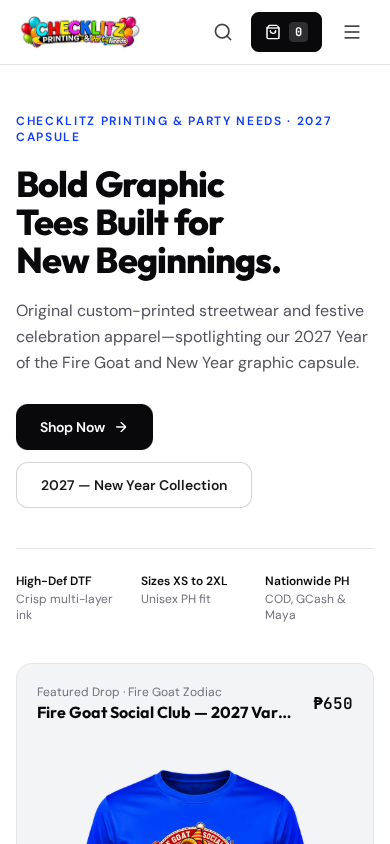 CHECKLITZ
PRINTING & Party Needs
0
CHECKLITZ PRINTING & PARTY NEEDS · 2027
CAPSULE
Bold Graphic
Tees Built for
New Beginnings.
Original custom-printed streetwear and festive
celebration apparel—spotlighting our 2027 Year
of the Fire Goat and New Year graphic capsule.
Shop Now →
2027 — New Year Collection
High-Def DTF
Crisp multi-layer
ink
Sizes XS to 2XL
Unisex PH fit
Nationwide PH
COD, GCash &
Maya
Featured Drop · Fire Goat Zodiac
Fire Goat Social Club — 2027 Var...
₱650
GOAT SOCIAL